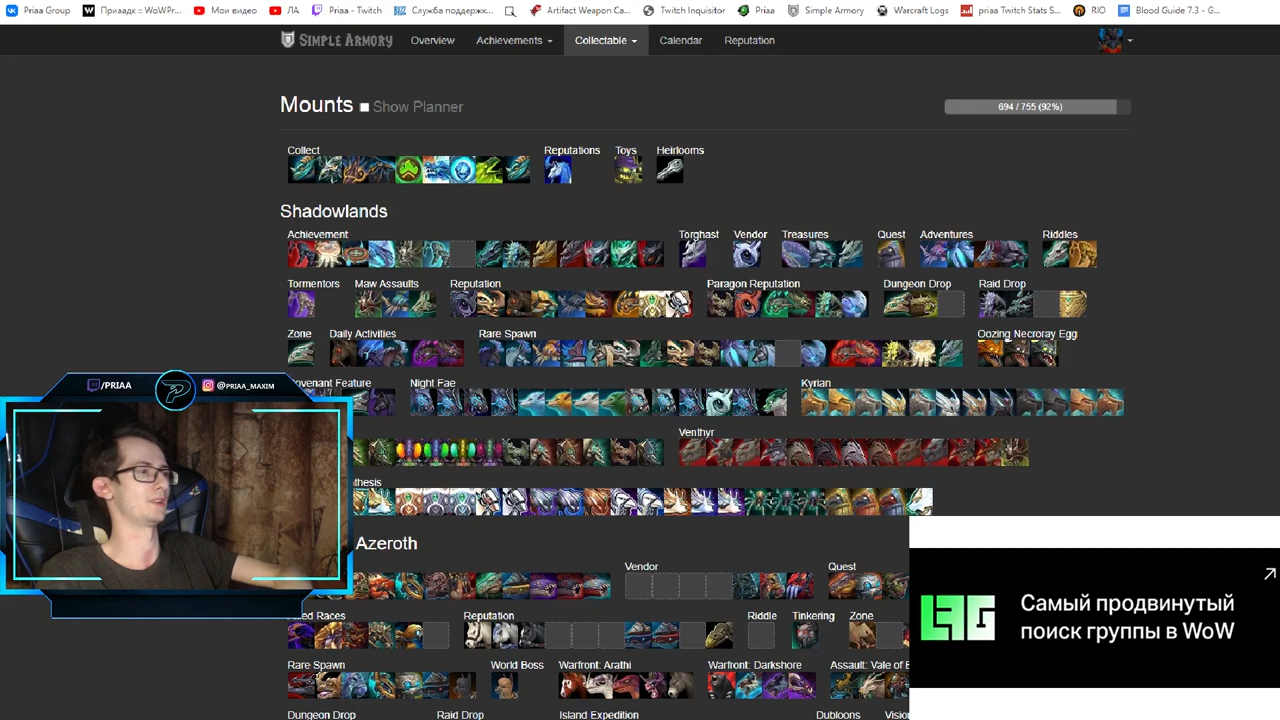 Priaa Group
Приаадк :: WoWPr...
Мои видео
ЛА
Priaa - Twitch
Служба поддержк...
Artifact Weapon Ca...
Twitch Inquisitor
Priaa
Simple Armory
Warcraft Logs
priaa Twitch Stats S...
RIO
Blood Guide 7.3 - G...
SIMPLE ARMORY
Overview
Achievements
Collectable
Calendar
Reputation
Mounts
Show Planner
694 / 755 (92%)
Collect
Reputations
Toys
Heirlooms
Shadowlands
Achievement
Torghast
Vendor
Treasures
Quest
Adventures
Riddles
Tormentors
Maw Assaults
Reputation
Paragon Reputation
Dungeon Drop
Raid Drop
Zone
Daily Activities
Rare Spawn
Oozing Necroray Egg
ovenant Feature
Night Fae
Kyrian
/PRIAA
@PRIAA_MAXIM
Venthyr
thesis
Azeroth
Vendor
Quest
Races
Reputation
Riddle
Tinkering
Zone
Rare Spawn
World Boss
Warfront: Arathi
Warfront: Darkshore
Assault: Vale of
Dungeon Drop
Raid Drop
Island Expedition
Dubloons
Vision
Самый продвинутый
поиск группы в WoW